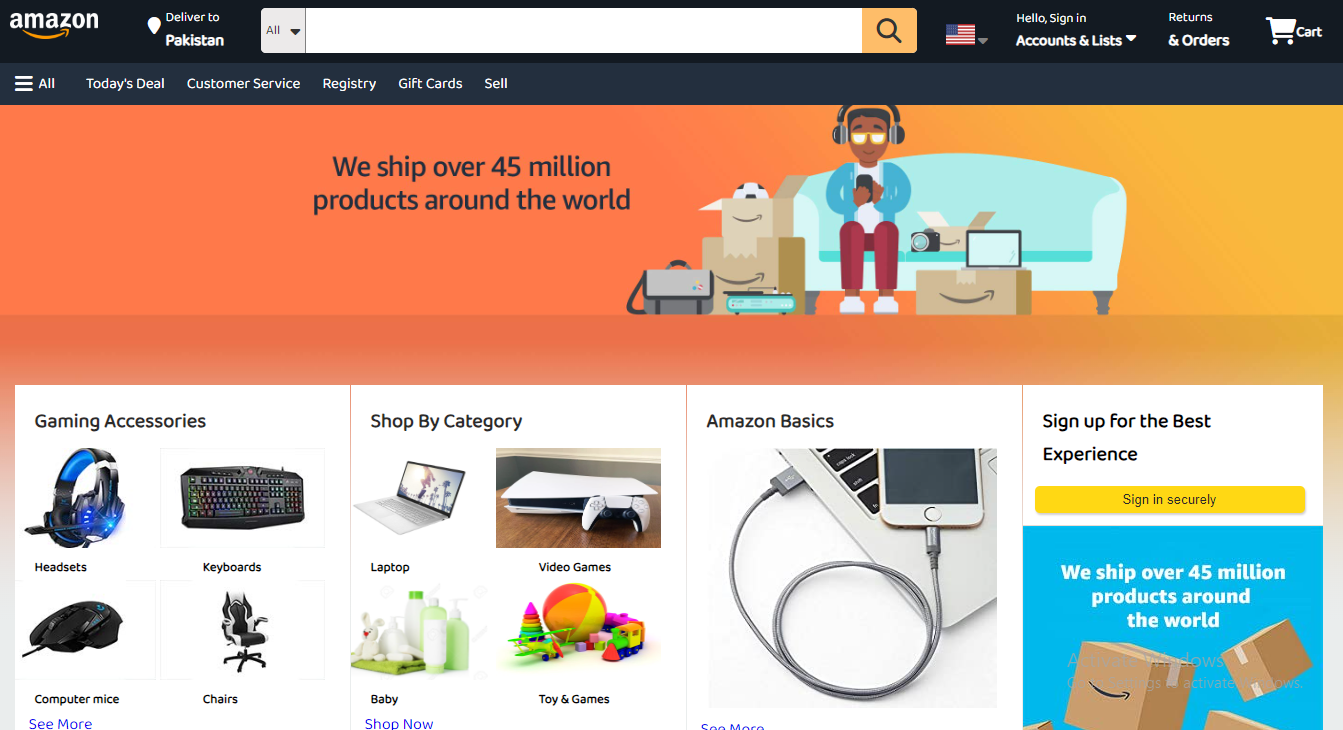 amazon
Deliver to
Pakistan
All
Hello, Sign in
Accounts & Lists
Returns
& Orders
Cart
All
Today's Deal
Customer Service
Registry
Gift Cards
Sell
We ship over 45 million
products around the world
Gaming Accessories
Headsets
Keyboards
Computer mice
Chairs
See More
Shop By Category
Laptop
Video Games
Baby
Toy & Games
Shop Now
Amazon Basics
caps lock
shift
See More
Sign up for the Best
Experience
Sign in securely
We ship over 45 million
products around
the world
Activate Windows
Go to Settings to activate Windows.